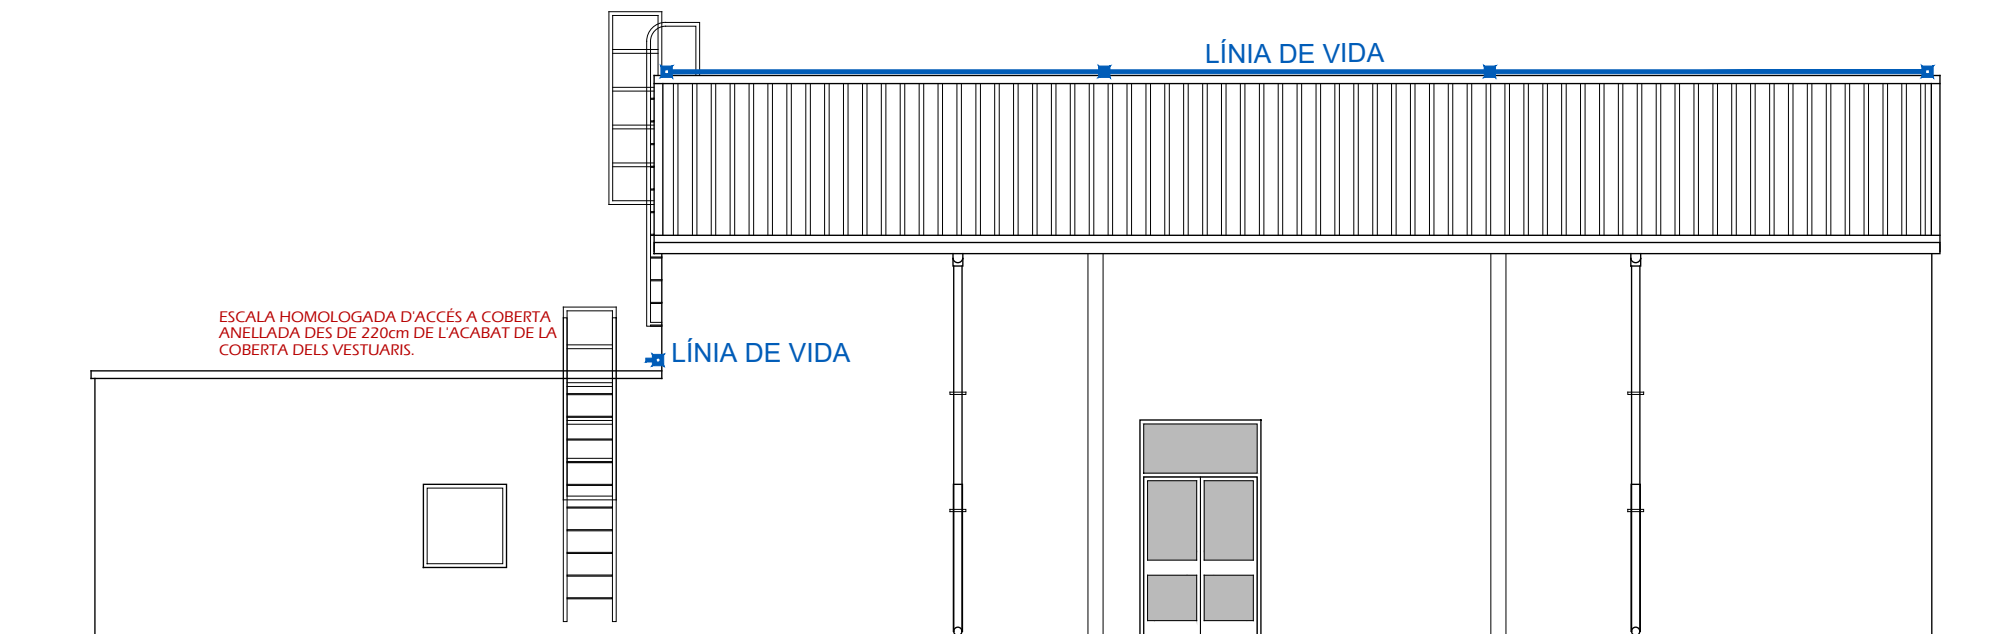 LÍNIA DE VIDA
ESCALA HOMOLOGADA D'ACCÉS A COBERTA
ANELLADA DES DE 220cm DE L'ACABAT DE LA
COBERTA DELS VESTUARIS.
LÍNIA DE VIDA